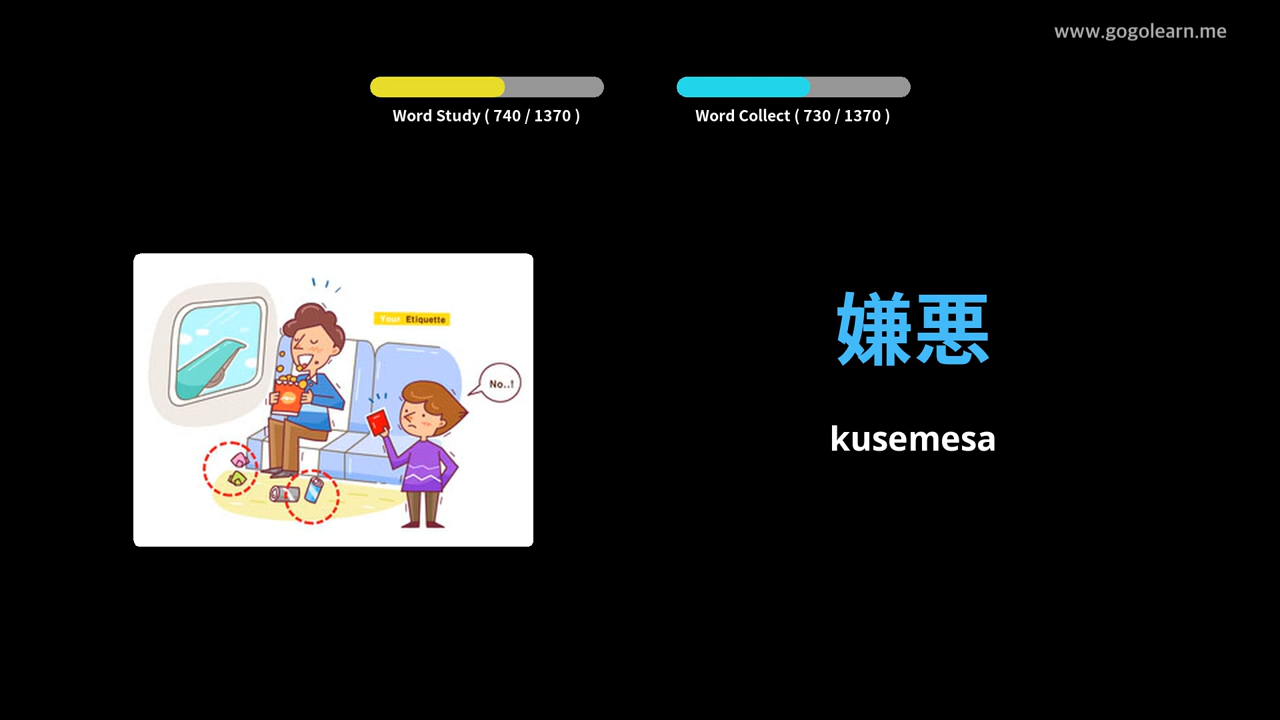 www.gogolearn.me
Word Study ( 740 / 1370 )
Word Collect ( 730 / 1370 )
Your Etiquette
No..!
嫌悪
kusemesa